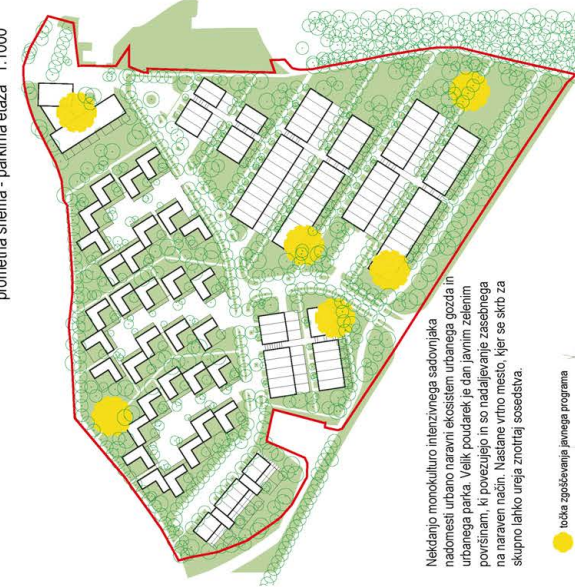 prometna shema - parkirna etaža 1:1000
Nekdanjo monokulturo intenzivnega sadovnjaka
nadomesti urbano naravni ekosistem urbanega gozda in
urbanega parka. Velik poudarek je dan javnim zelenim
površinam, ki povezujejo in so nadaljevanje zasebnega
na naraven način. Nastane vrtno mesto, kjer se skrb za
skupno lahko ureja znotrtaj sosedstva.
točka zgoščevanja javnega programa